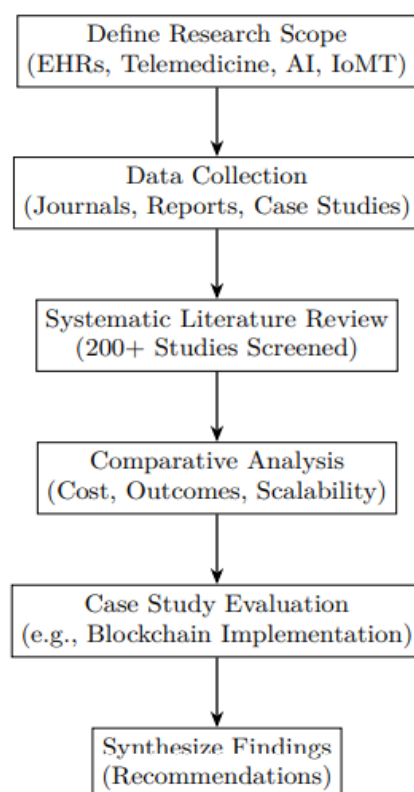 Define Research Scope
(EHRs, Telemedicine, AI, IoMT)
Data Collection
(Journals, Reports, Case Studies)
Systematic Literature Review
(200+ Studies Screened)
Comparative Analysis
(Cost, Outcomes, Scalability)
Case Study Evaluation
(e.g., Blockchain Implementation)
Synthesize Findings
(Recommendations)